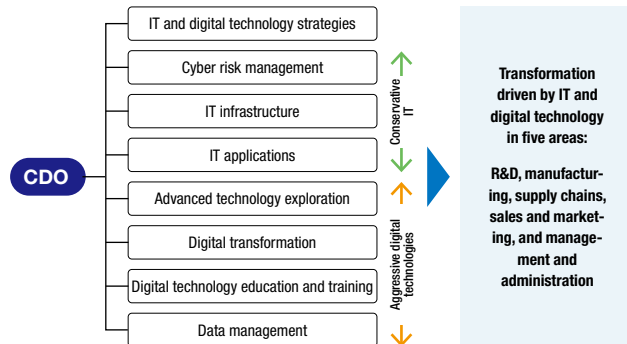 CDO
IT and digital technology strategies
Cyber risk management
IT infrastructure
IT applications
Advanced technology exploration
Digital transformation
Digital technology education and training
Data management
Conservative
IT
Aggressive digital
technologies
Transformation
driven by IT and
digital technology
in five areas:
R&D, manufactur-
ing, supply chains,
sales and market-
ing, and manage-
ment and
administration